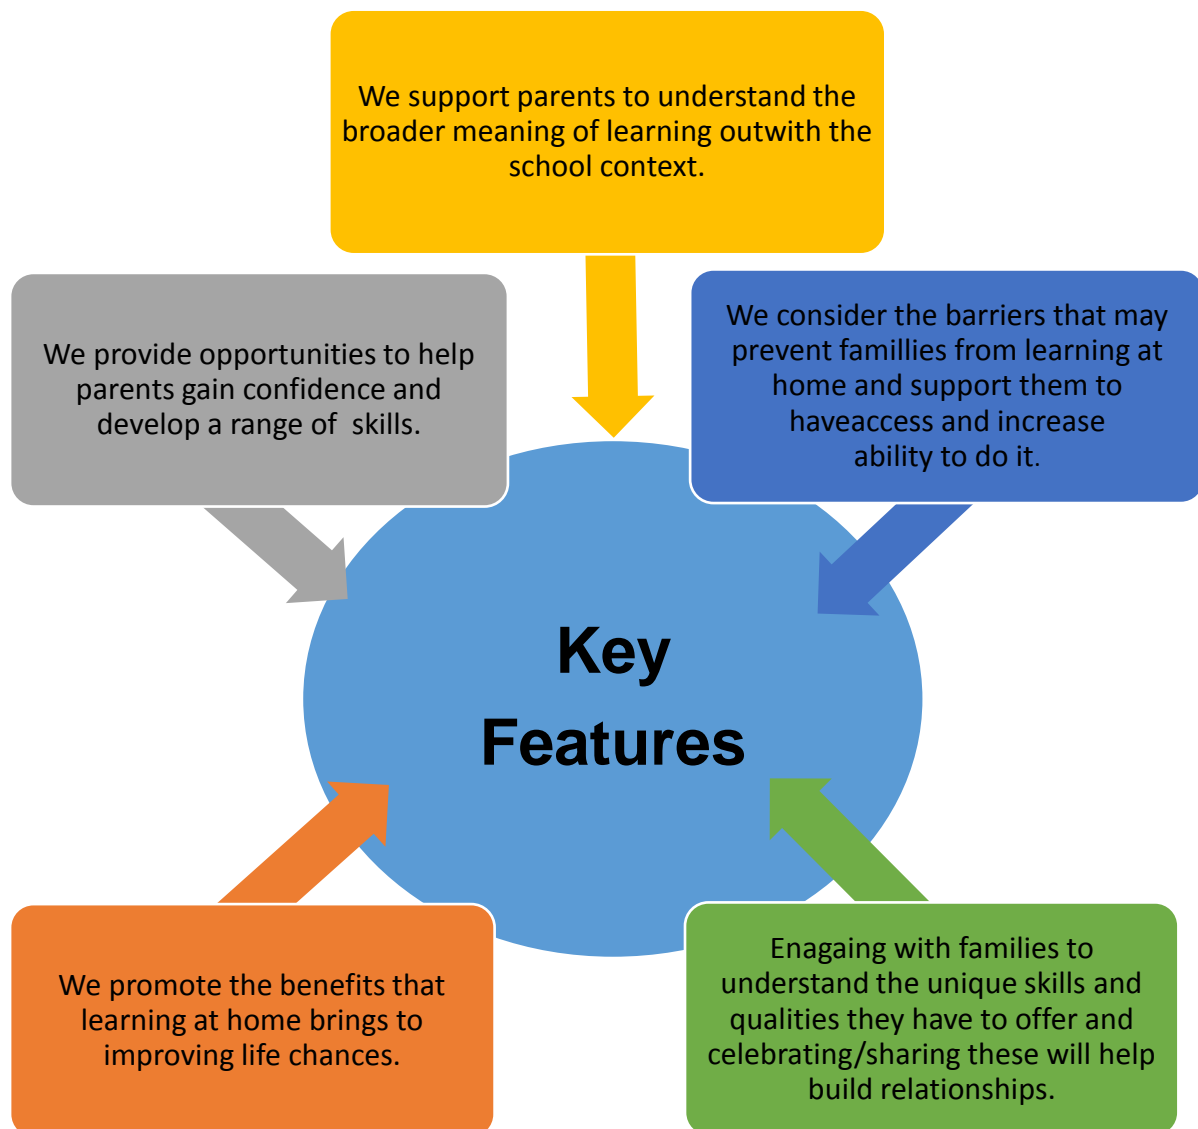 We support parents to understand the
broader meaning of learning outwith the
school context.
We provide opportunities to help
parents gain confidence and
develop a range of  skills.
We consider the barriers that may
prevent famillies from learning at
home and support them to
haveaccess and increase
ability to do it.
Key
Features
We promote the benefits that
learning at home brings to
improving life chances.
Enagaing with families to
understand the unique skills and
qualities they have to offer and
celebrating/sharing these will help
build relationships.